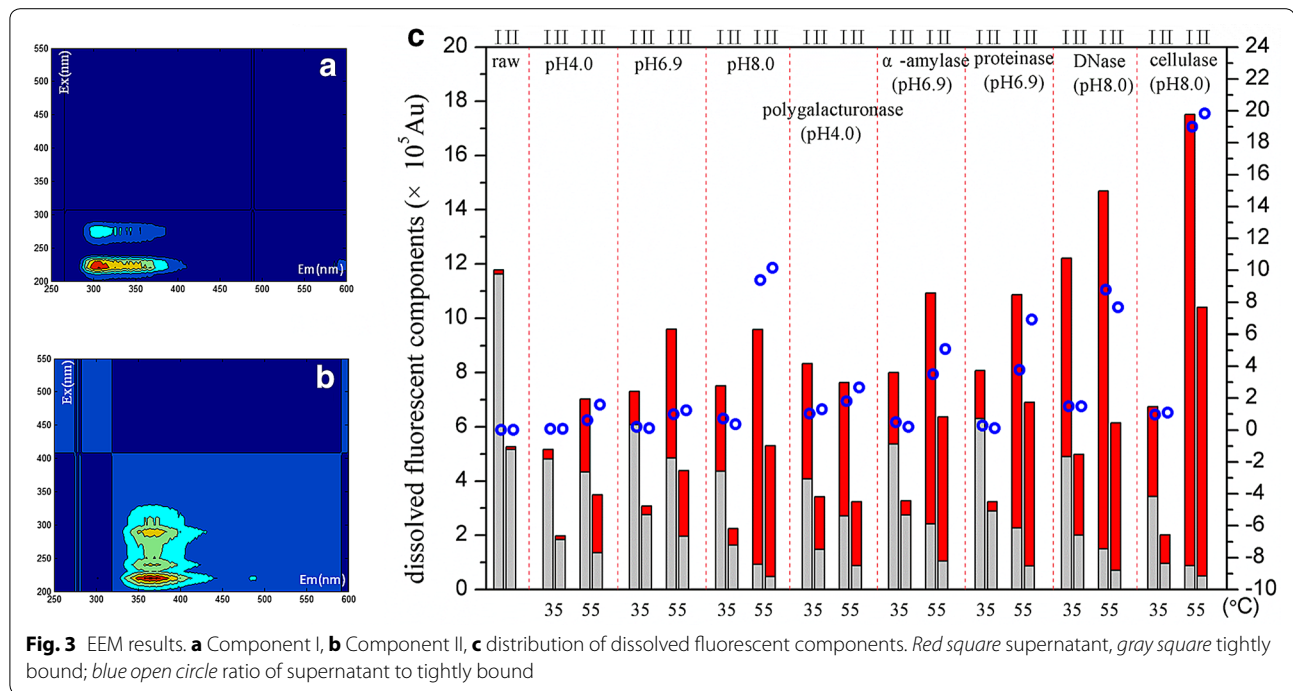 a
Ex(nm)
550
500
450
400
350
300
250
200
Em(nm)
250 300 350 400 450 500 550 600
b
Ex(nm)
550
500
450
400
350
300
250
200
Em(nm)
250 300 350 400 450 500 550 600
c
dissolved fluorescent components (× 10⁵ Au)
20
18
16
14
12
10
8
6
4
2
0
I II I II I II I II I II I II I II I II I II I II I II I II I II I II I II I II I II
raw pH4.0 pH6.9 pH8.0 α -amylase proteinase DNase cellulase
(pH6.9) (pH6.9) (pH8.0) (pH8.0)
polygalacturonase
(pH4.0)
24
22
20
18
16
14
12
10
8
6
4
2
0
-2
-4
-6
-8
-10
35 55 35 55 35 55 35 55 35 55 35 55 35 55 35 55 (°C)
Fig. 3 EEM results. a Component I, b Component II, c distribution of dissolved fluorescent components. Red square supernatant, gray square tightly
bound; blue open circle ratio of supernatant to tightly bound